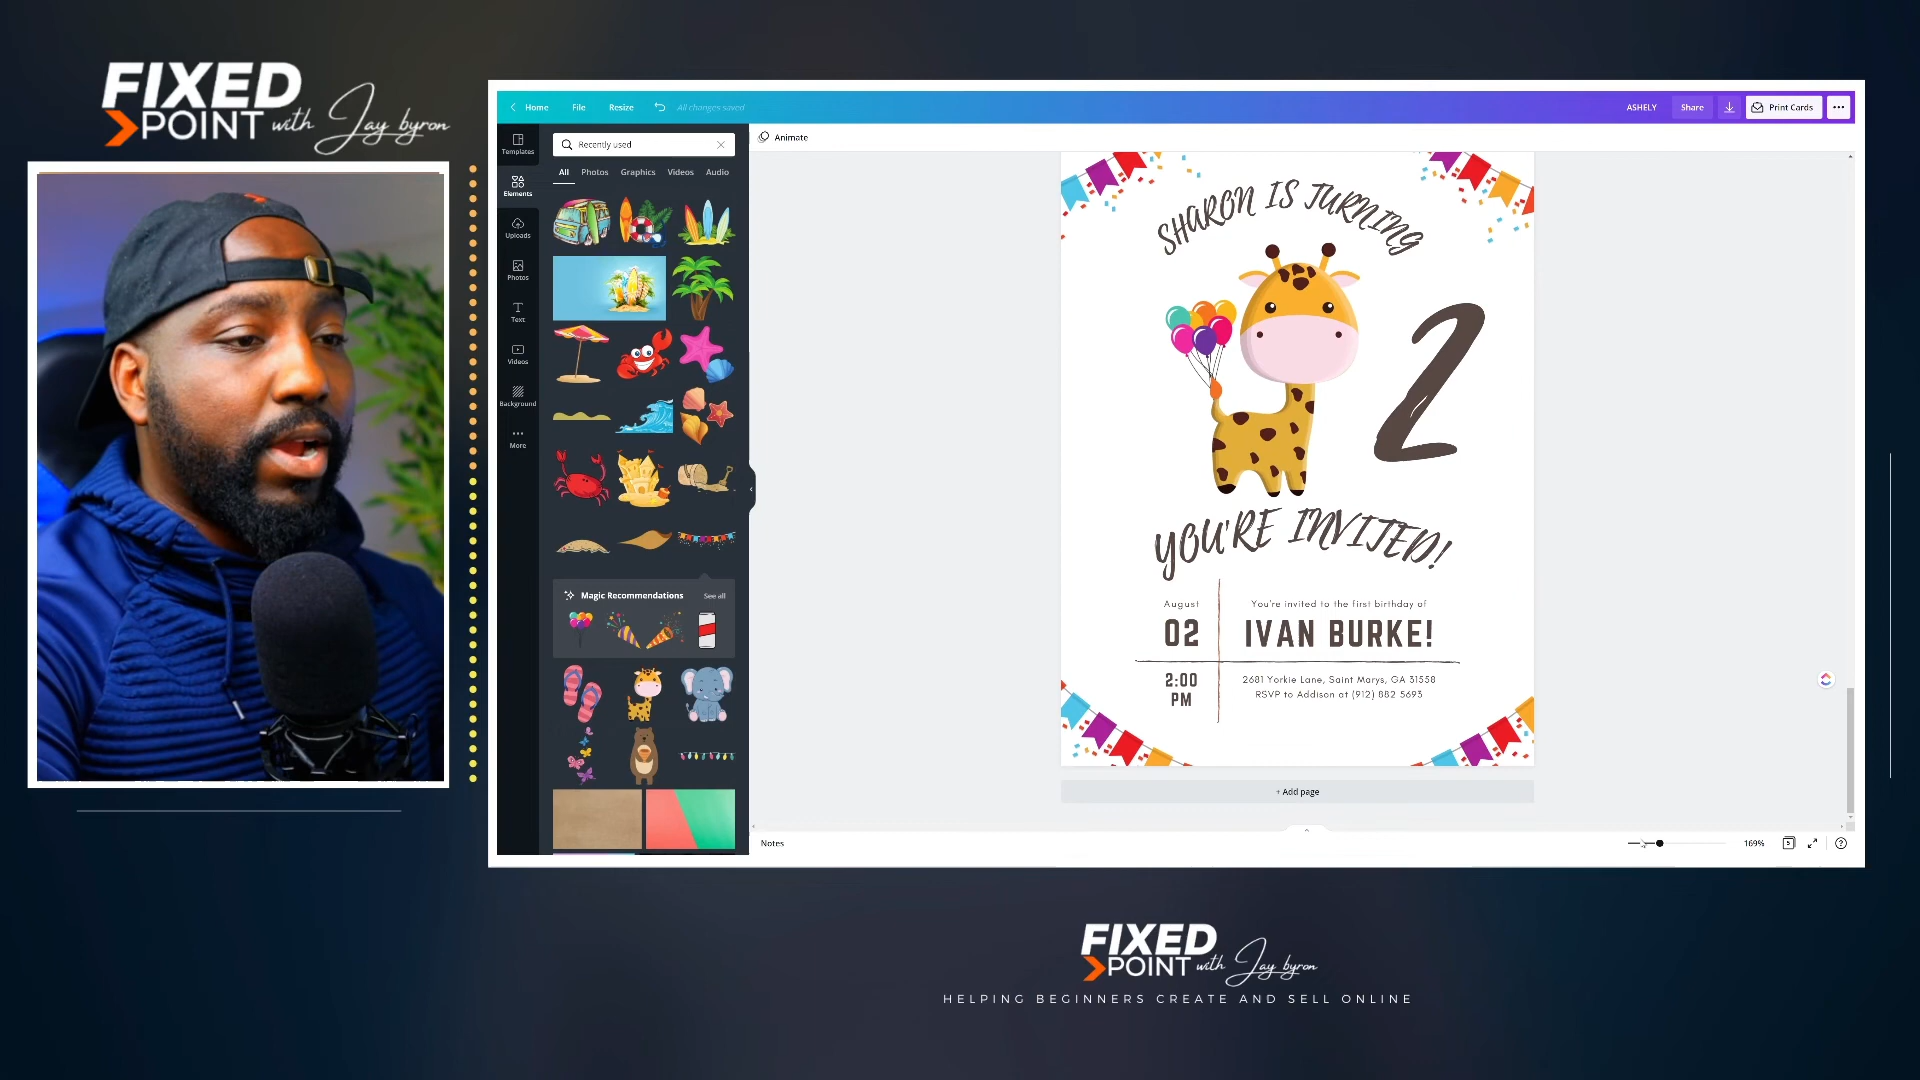 FIXED
POINT with Jay byron
Home File Resize All changes saved
ASHELY Share Print Cards
Templates
Elements
Uploads
Photos
Text
Videos
Background
More
Recently used
All Photos Graphics Videos Audio
Magic Recommendations See all
Animate
SHARON IS TURNING
2
YOU'RE INVITED!
August
02
2:00
PM
You're invited to the first birthday of
IVAN BURKE!
2681 Yorkie Lane, Saint Marys, GA 31558
RSVP to Addison at (912) 882 5693
+ Add page
Notes
169%
5
FIXED
POINT with Jay byron
HELPING BEGINNERS CREATE AND SELL ONLINE